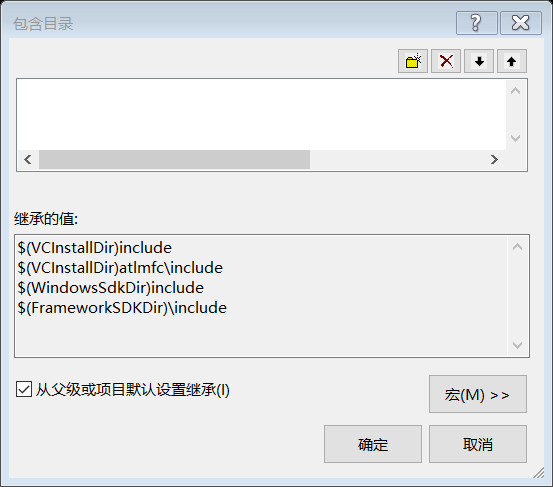 包含目录
继承的值:
$(VCInstallDir)include
$(VCInstallDir)atlmfc\include
$(WindowsSdkDir)include
$(FrameworkSDKDir)\include
从父级或项目默认设置继承(I)
宏(M) >>
确定
取消